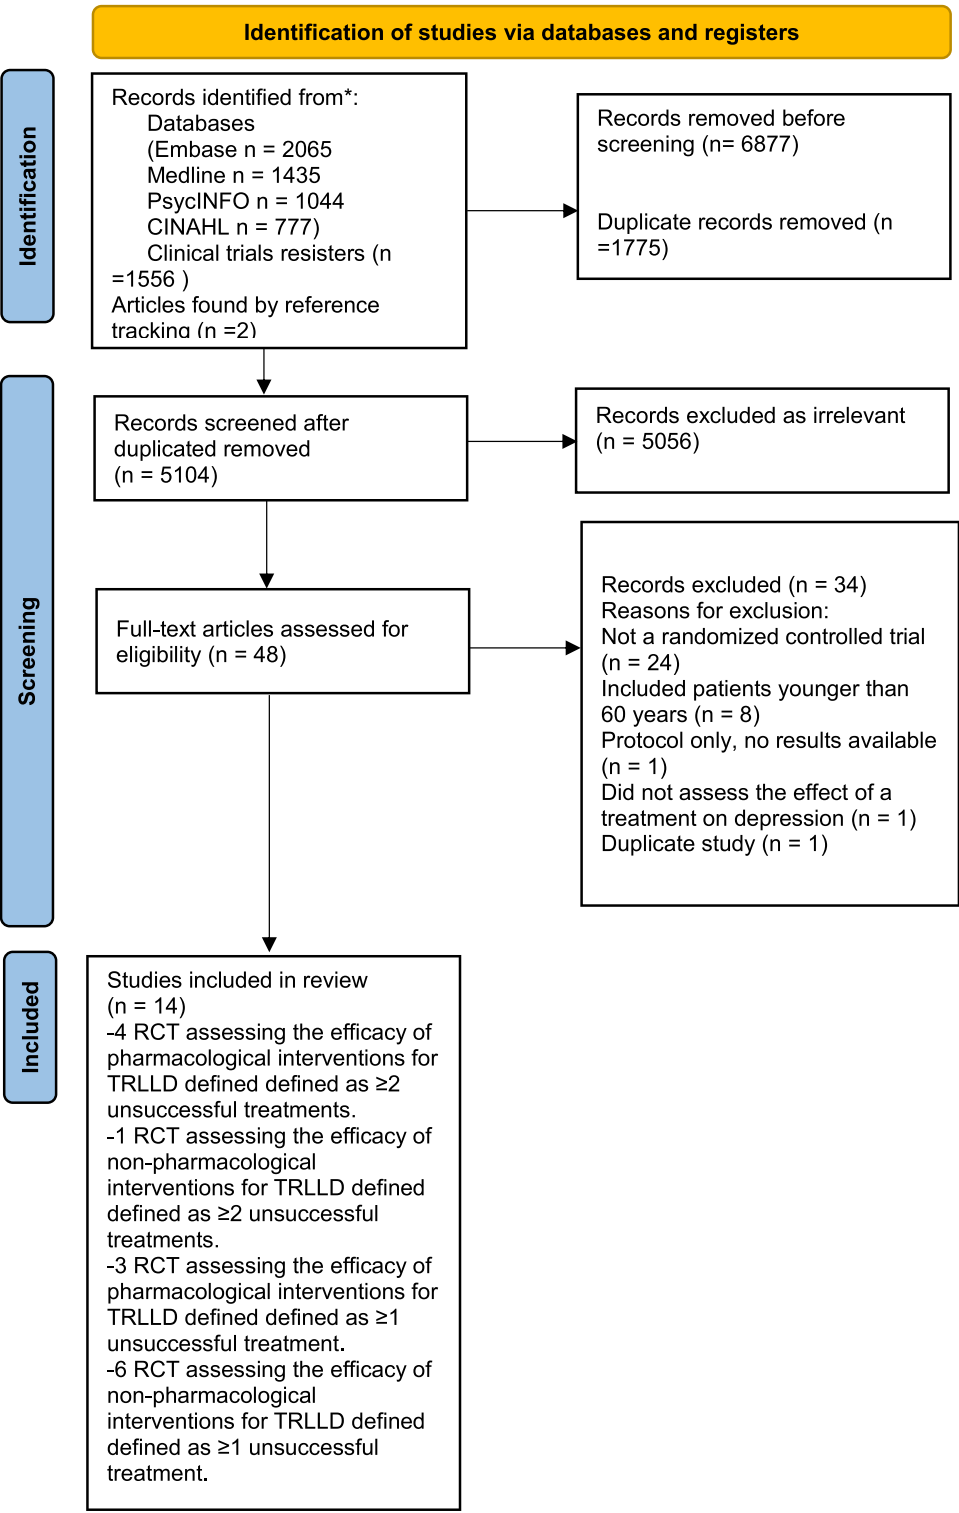 Identification of studies via databases and registers
Identification
Records identified from*:
Databases
(Embase n = 2065
Medline n = 1435
PsycINFO n = 1044
CINAHL n = 777)
Clinical trials resisters (n
=1556 )
Articles found by reference
tracking (n =2)
Records removed before
screening (n= 6877)
Duplicate records removed (n
=1775)
Screening
Records screened after
duplicated removed
(n = 5104)
Records excluded as irrelevant
(n = 5056)
Full-text articles assessed for
eligibility (n = 48)
Records excluded (n = 34)
Reasons for exclusion:
Not a randomized controlled trial
(n = 24)
Included patients younger than
60 years (n = 8)
Protocol only, no results available
(n = 1)
Did not assess the effect of a
treatment on depression (n = 1)
Duplicate study (n = 1)
Included
Studies included in review
(n = 14)
-4 RCT assessing the efficacy of
pharmacological interventions for
TRLLD defined defined as ≥2
unsuccessful treatments.
-1 RCT assessing the efficacy of
non-pharmacological
interventions for TRLLD defined
defined as ≥2 unsuccessful
treatments.
-3 RCT assessing the efficacy of
pharmacological interventions for
TRLLD defined defined as ≥1
unsuccessful treatment.
-6 RCT assessing the efficacy of
non-pharmacological
interventions for TRLLD defined
defined as ≥1 unsuccessful
treatment.